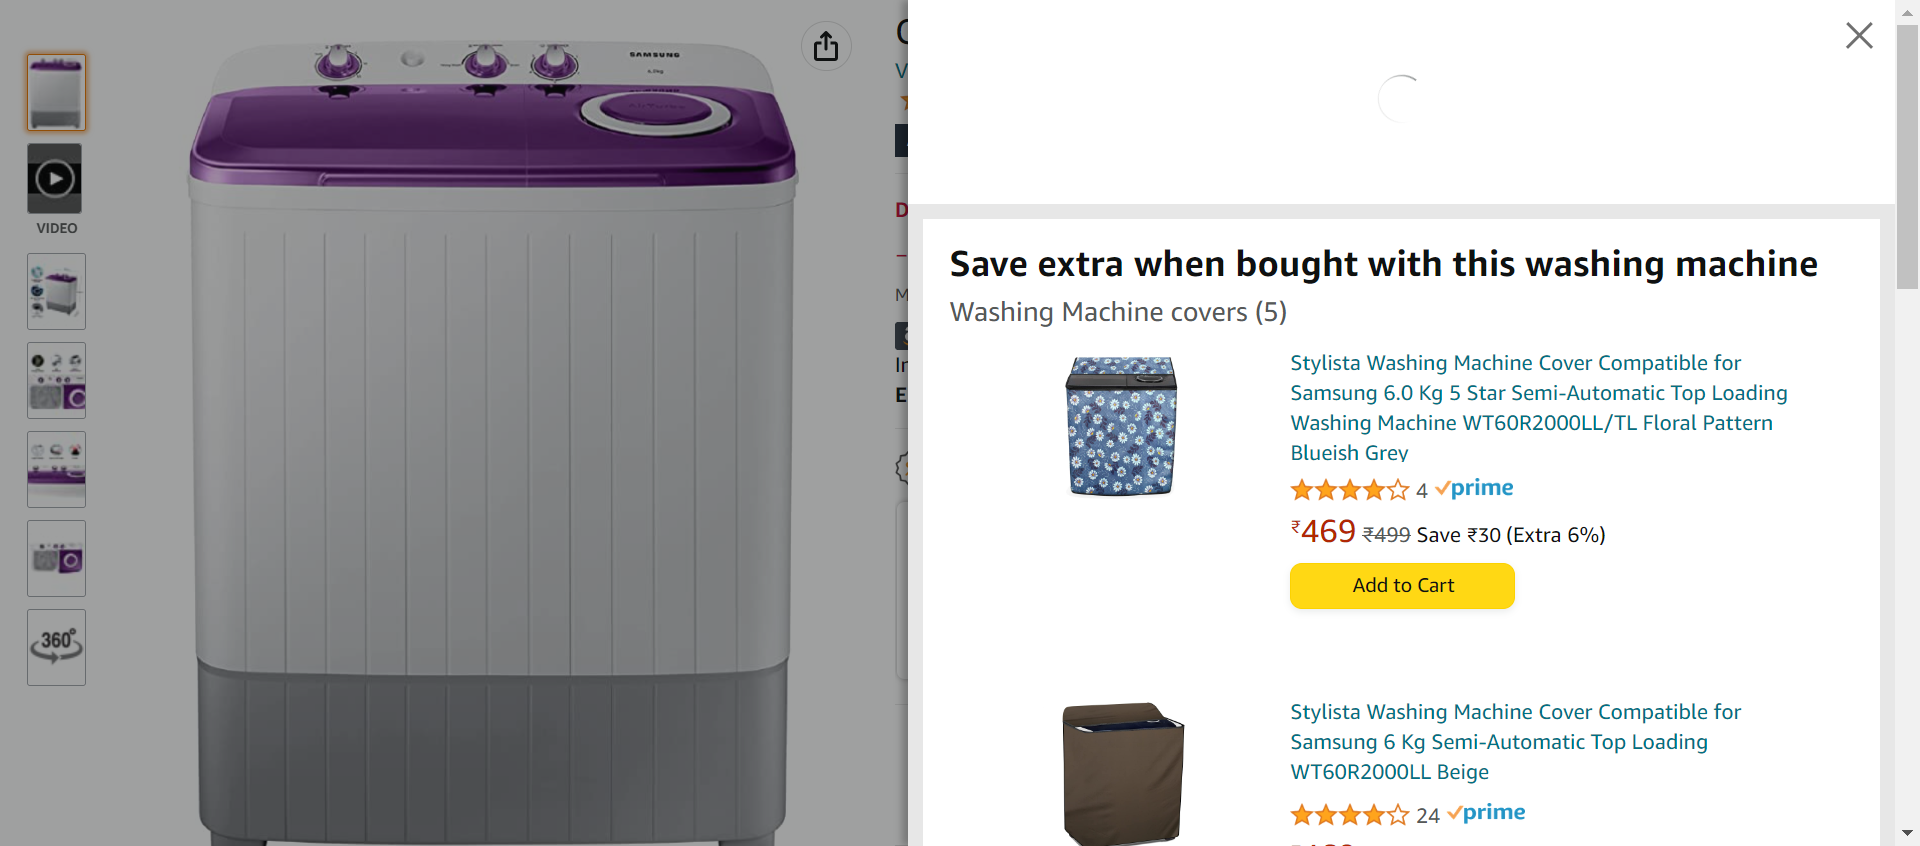 SAMSUNG
6.2kg
VIDEO
360°
Save extra when bought with this washing machine
Washing Machine covers (5)
Stylista Washing Machine Cover Compatible for
Samsung 6.0 Kg 5 Star Semi-Automatic Top Loading
Washing Machine WT60R2000LL/TL Floral Pattern
Blueish Grey
4 prime
₹469 ₹499 Save ₹30 (Extra 6%)
Add to Cart
Stylista Washing Machine Cover Compatible for
Samsung 6 Kg Semi-Automatic Top Loading
WT60R2000LL Beige
24 prime